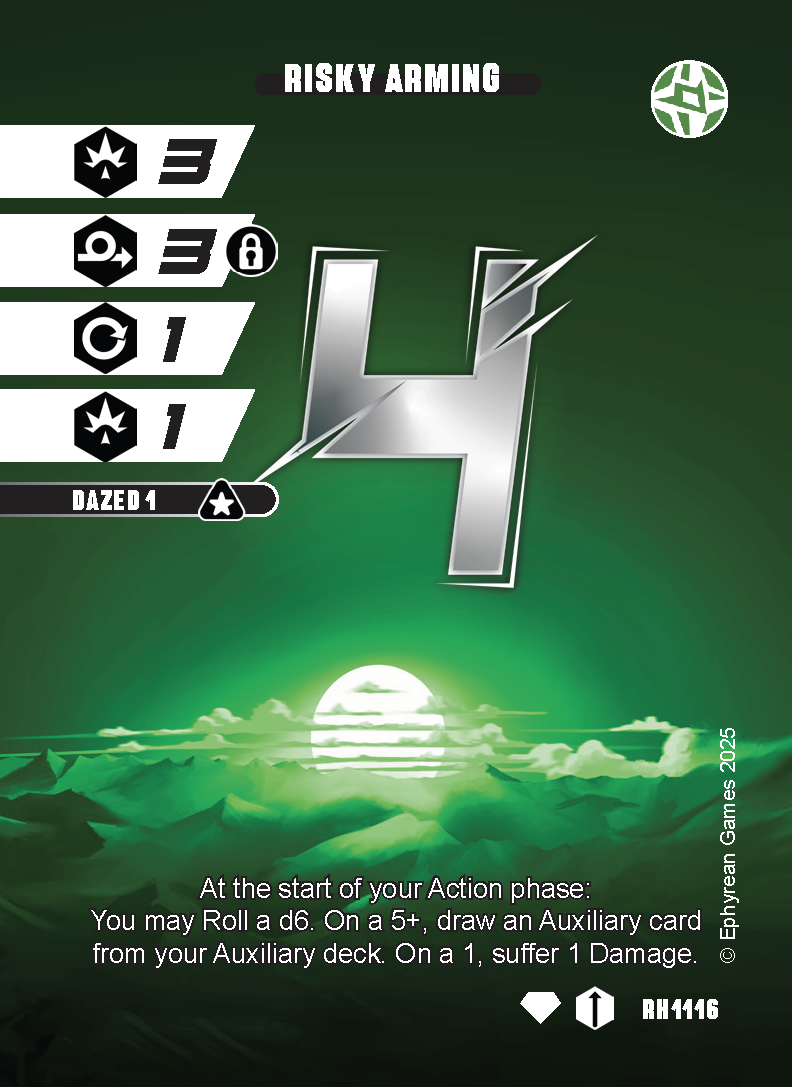 RISKY ARMING
3
3
1
1
DAZED 1
4
At the start of your Action phase:
You may Roll a d6. On a 5+, draw an Auxiliary card
from your Auxiliary deck. On a 1, suffer 1 Damage.
© Ephyrean Games 2025
RH1116